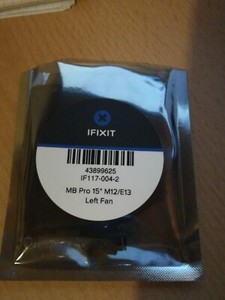 IFIXIT
43899625
IF117-004-2
MB Pro 15" M12/E13
Left Fan